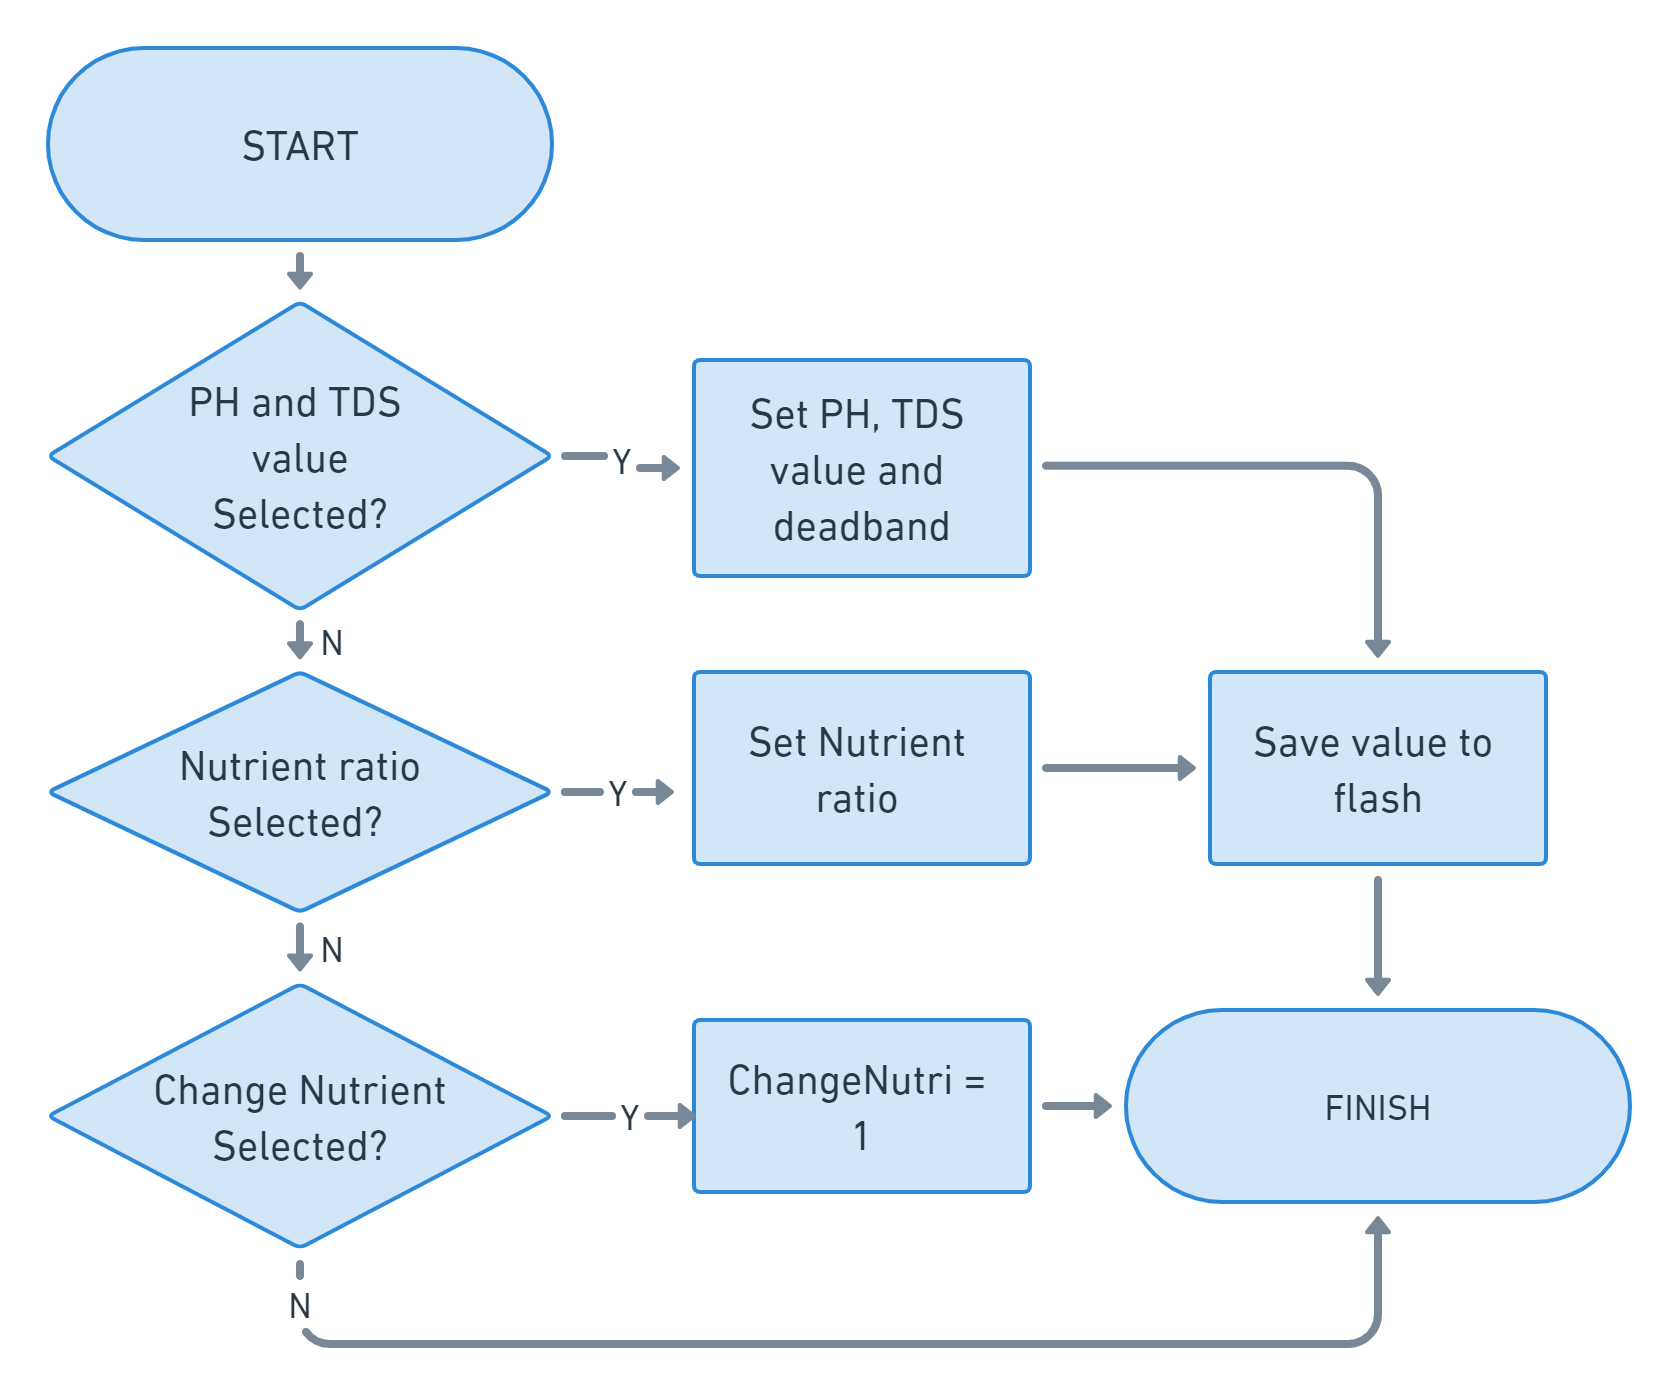 START
PH and TDS
value
Selected?
Y
Set PH, TDS
value and
deadband
N
Nutrient ratio
Selected?
Y
Set Nutrient
ratio
Save value to
flash
N
Change Nutrient
Selected?
Y
ChangeNutri =
1
FINISH
N